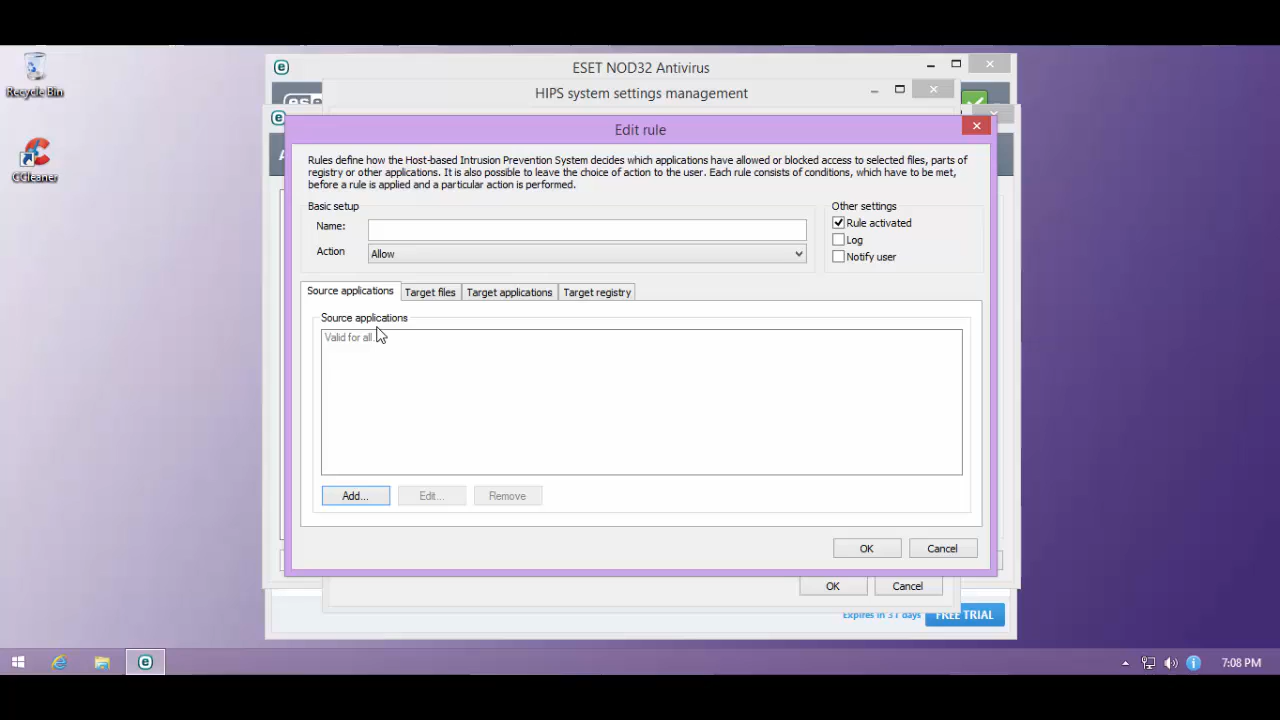 Recycle Bin
CCleaner
ESET NOD32 Antivirus
HIPS system settings management
Edit rule
Rules define how the Host-based Intrusion Prevention System decides which applications have allowed or blocked access to selected files, parts of
registry or other applications. It is also possible to leave the choice of action to the user. Each rule consists of conditions, which have to be met,
before a rule is applied and a particular action is performed.
Basic setup
Name:
Action
Allow
Other settings
Rule activated
Log
Notify user
Source applications
Target files
Target applications
Target registry
Source applications
Valid for all
Add...
Edit...
Remove
OK
Cancel
OK
Cancel
Expires in 31 days
FREE TRIAL
7:08 PM